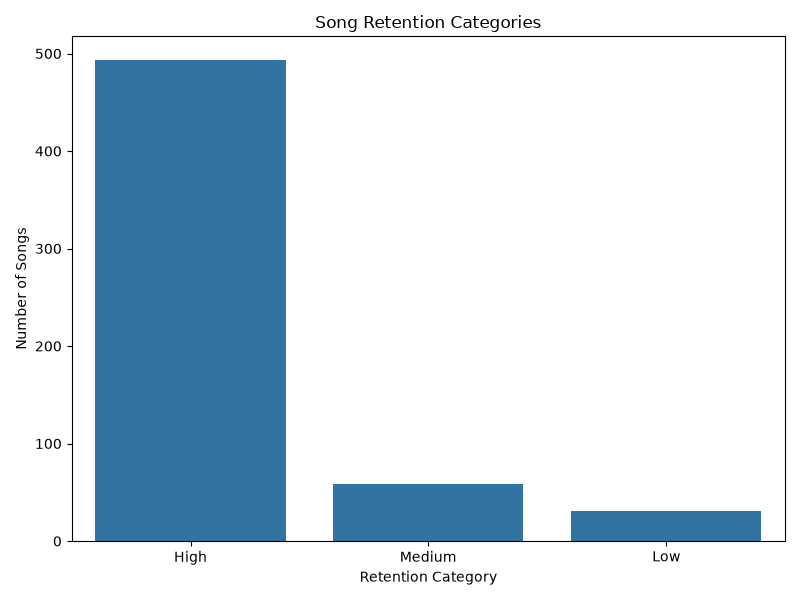 Song Retention Categories
500
400
300
200
100
0
Number of Songs
High Medium Low
Retention Category